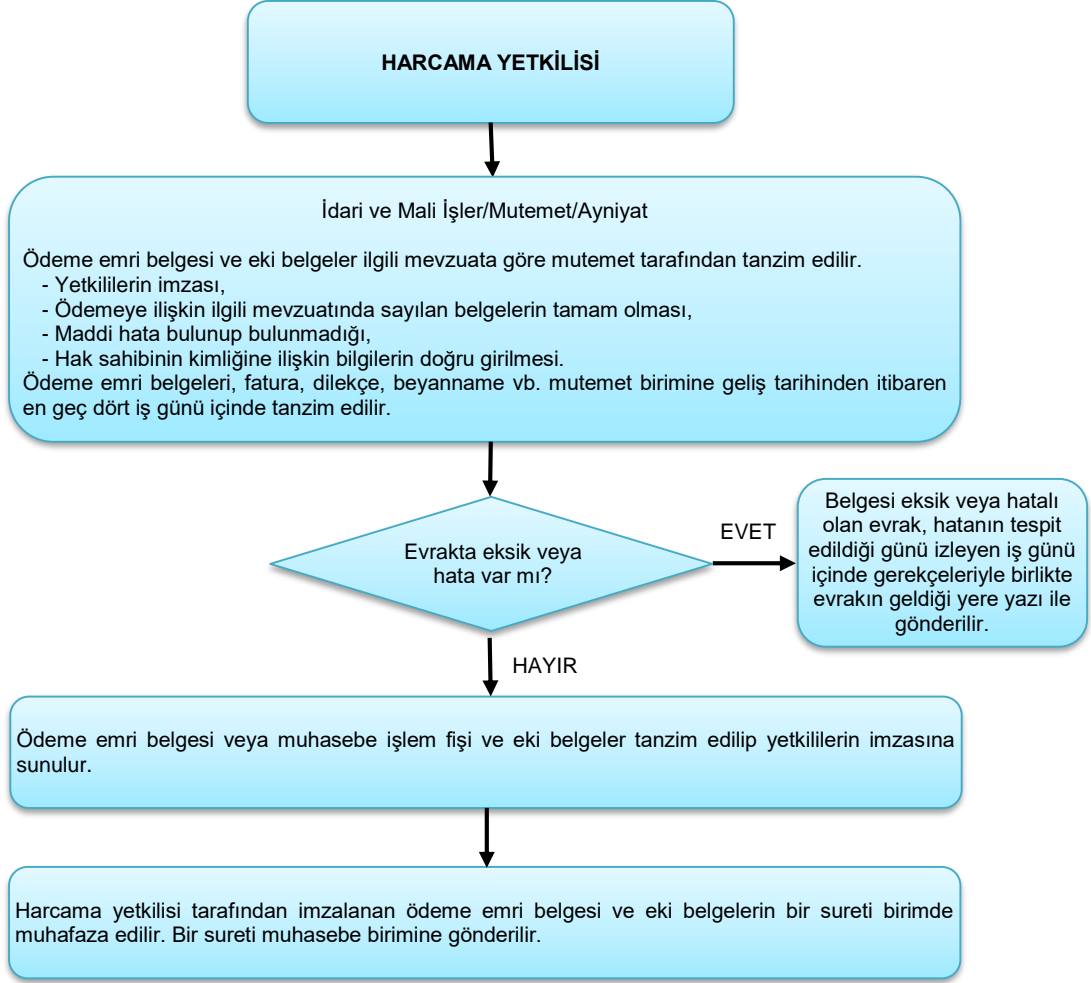 HARCAMA YETKİLİSİ
İdari ve Mali İşler/Mutemet/Ayniyat
Ödeme emri belgesi ve eki belgeler ilgili mevzuata göre mutemet tarafından tanzim edilir.
- Yetkililerin imzası,
- Ödemeye ilişkin ilgili mevzuatında sayılan belgelerin tamam olması,
- Maddi hata bulunup bulunmadığı,
- Hak sahibinin kimliğine ilişkin bilgilerin doğru girilmesi.
Ödeme emri belgeleri, fatura, dilekçe, beyanname vb. mutemet birimine geliş tarihinden itibaren
en geç dört iş günü içinde tanzim edilir.
Evrakta eksik veya
hata var mı?
EVET
Belgesi eksik veya hatalı
olan evrak, hatanın tespit
edildiği günü izleyen iş günü
içinde gerekçeleriyle birlikte
evrakın geldiği yere yazı ile
gönderilir.
HAYIR
Ödeme emri belgesi veya muhasebe işlem fişi ve eki belgeler tanzim edilip yetkililerin imzasına
sunulur.
Harcama yetkilisi tarafından imzalanan ödeme emri belgesi ve eki belgelerin bir sureti birimde
muhafaza edilir. Bir sureti muhasebe birimine gönderilir.